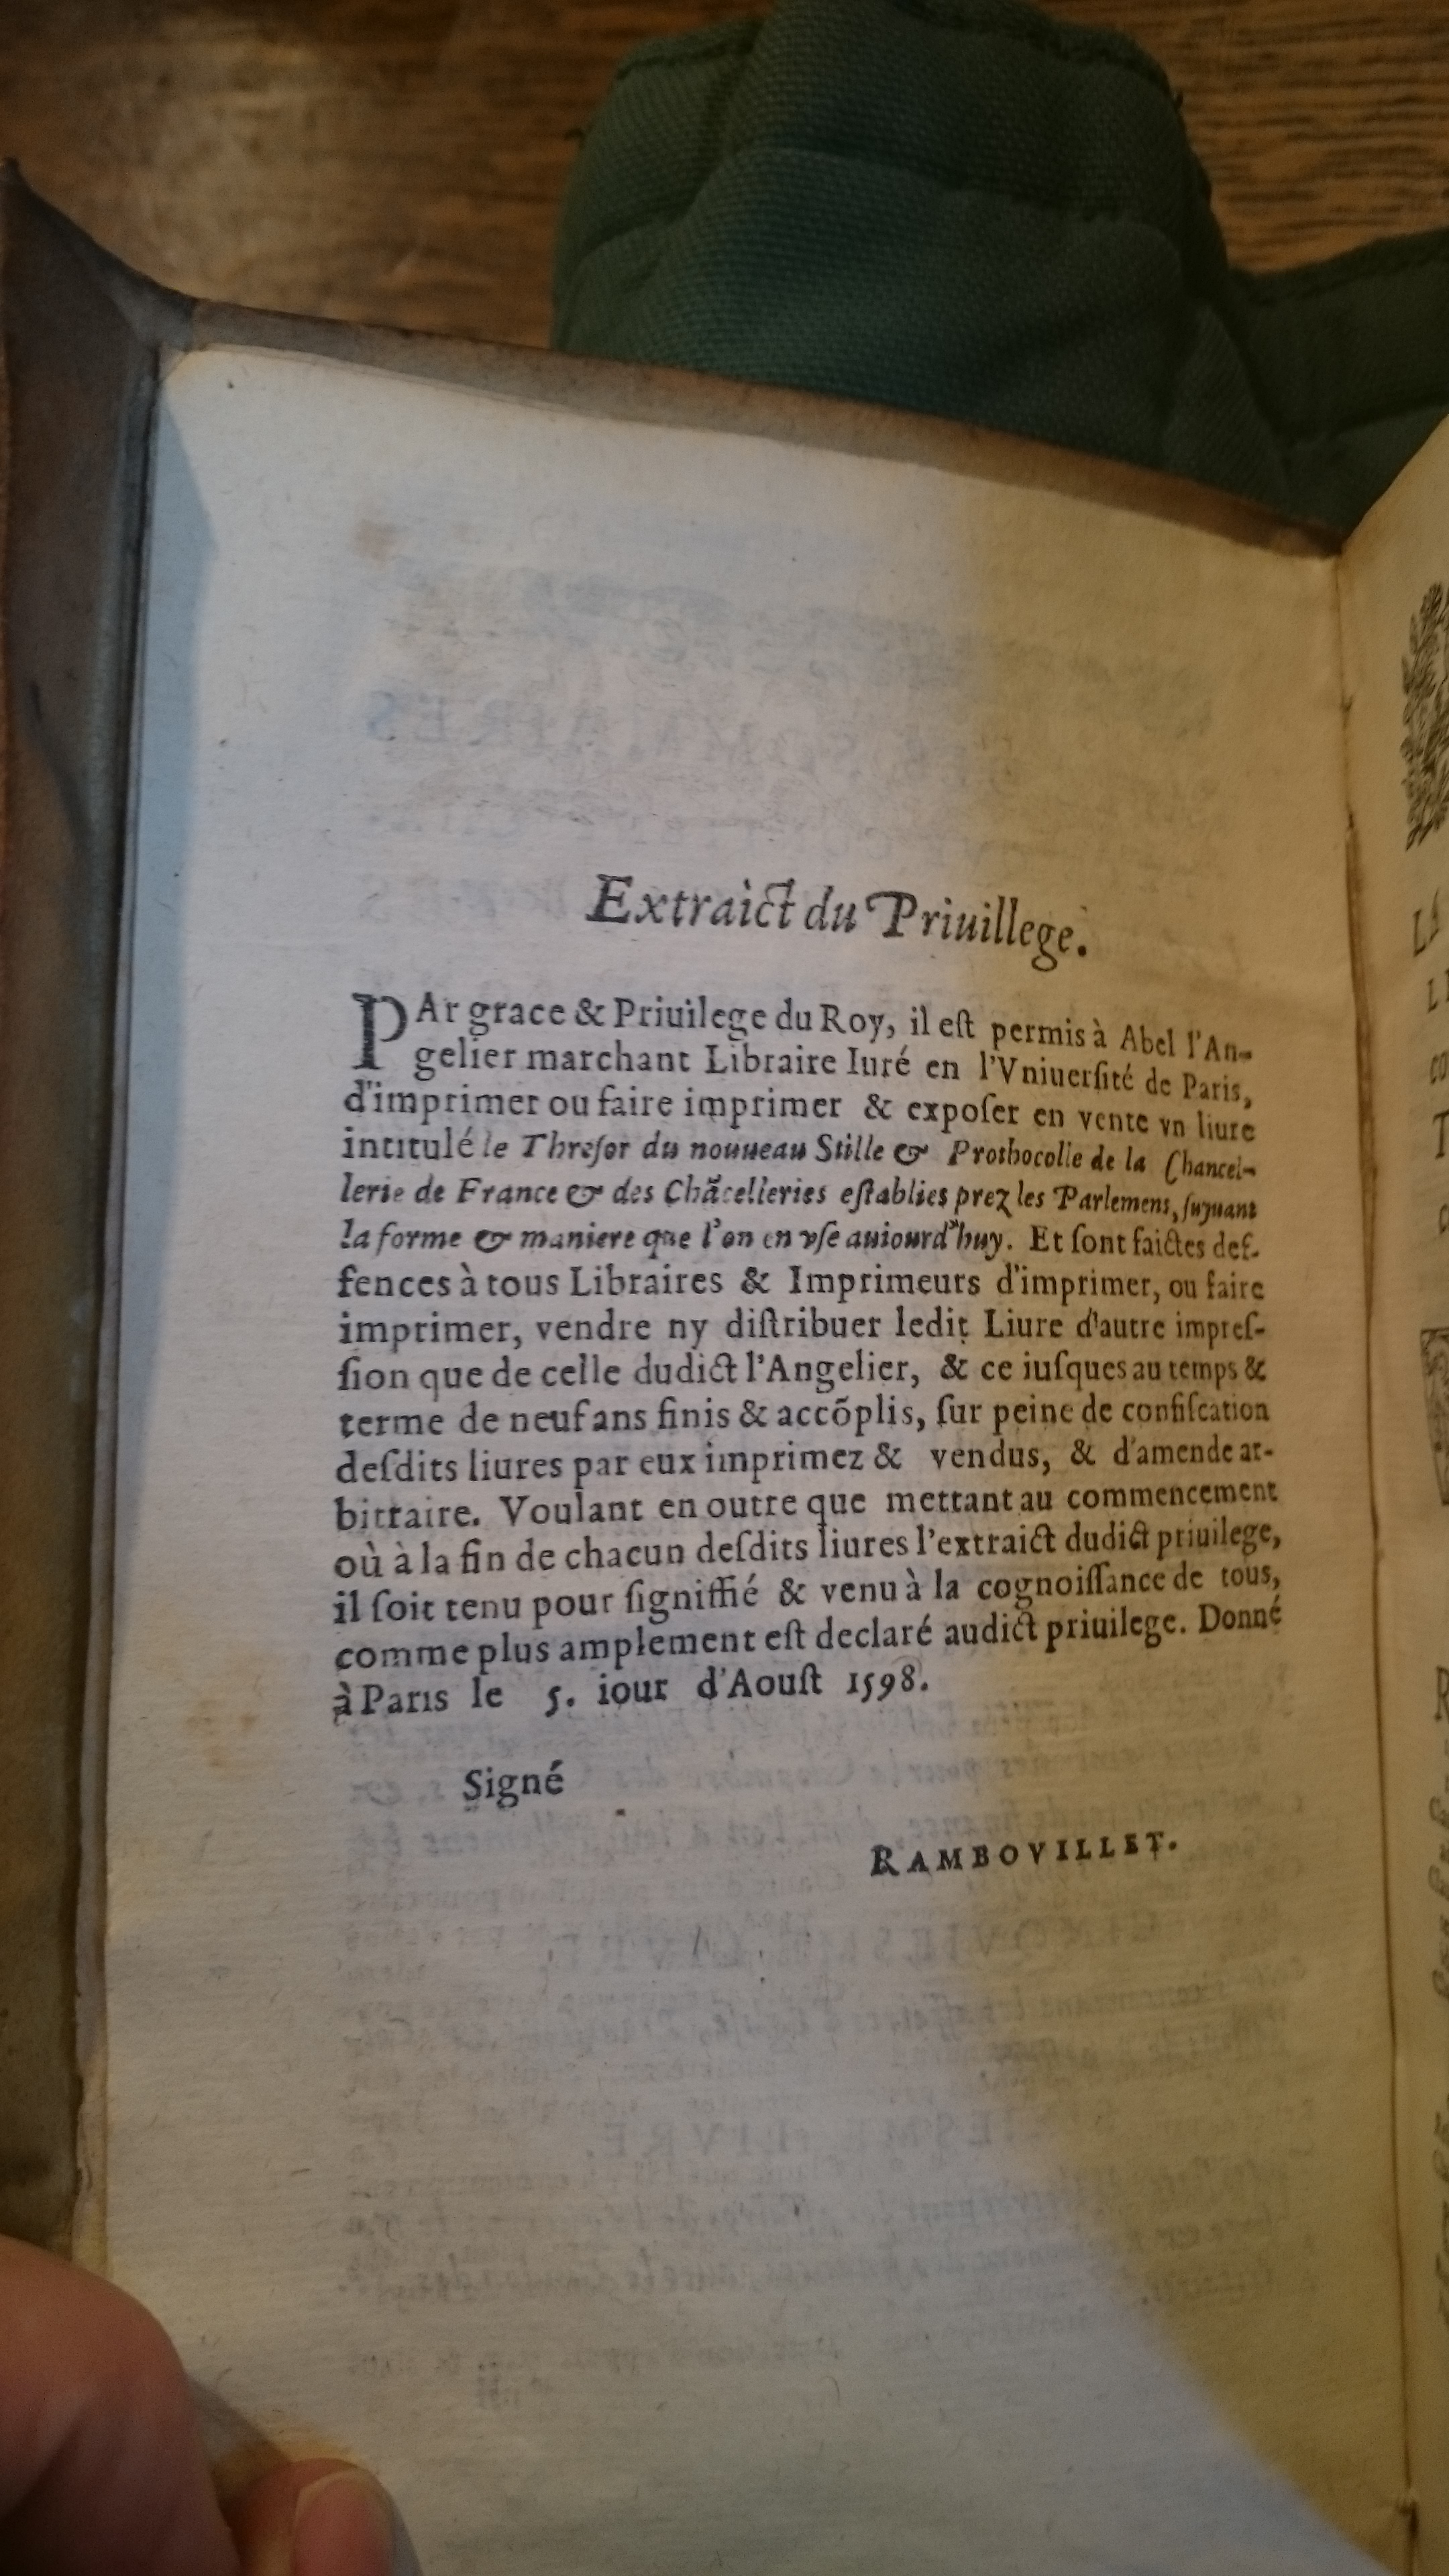 Extraict du Priuillege.
PAr grace & Priuilege du Roy, il eſt permis à Abel l'An-
gelier marchant Libraire Iuré en l'Vniuerſité de Paris,
d'imprimer ou faire imprimer & expoſer en vente vn liure
intitulé le Threſor du nouueau Stille & Prothocolle de la Chancel-
lerie de France & des Chãcelleries eſtablies prez les Parlemens, ſuyuant
la forme & maniere que l'on en vſe auiourd'huy. Et ſont faictes deſ-
fences à tous Libraires & Imprimeurs d'imprimer, ou faire
imprimer, vendre ny diſtribuer ledit Liure d'autre impreſ-
ſion que de celle dudict l'Angelier, & ce iuſques au temps &
terme de neuf ans finis & accõplis, ſur peine de confiſcation
deſdits liures par eux imprimez & vendus, & d'amende ar-
bitraire. Voulant en outre que mettant au commencement
où à la fin de chacun deſdits liures l'extraict dudict priuilege,
il ſoit tenu pour ſigniffié & venu à la cognoiſſance de tous,
comme plus amplement eſt declaré audict priuilege. Donné
à Paris le 5. iour d'Aouſt 1598.
Signé
RAMBOVILLET.